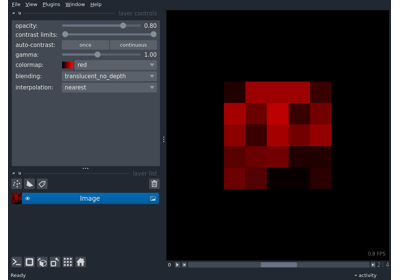 File View Plugins Window Help
layer controls
opacity: 0.80
contrast limits:
auto-contrast: once continuous
gamma: 1.00
colormap: red
blending: translucent_no_depth
interpolation: nearest
layer list
Image
0.8 FPS
0 2 4
Ready activity